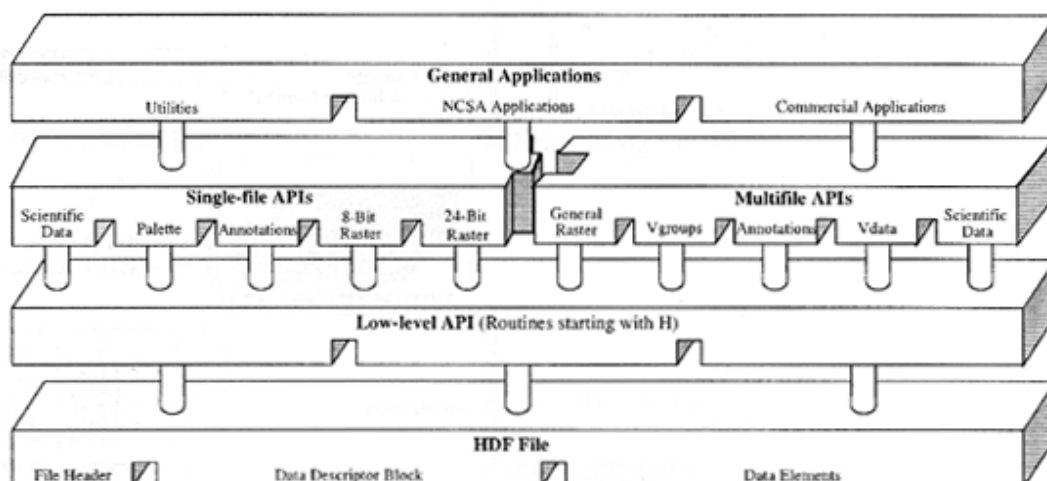 General Applications
Utilities
NCSA Applications
Commercial Applications
Single-file APIs
Scientific
Data
Palette
Annotations
8-Bit
Raster
24-Bit
Raster
Multifile APIs
General
Raster
Vgroups
Annotations
Vdata
Scientific
Data
Low-level API (Routines starting with H)
HDF File
File Header
Data Descriptor Block
Data Elements